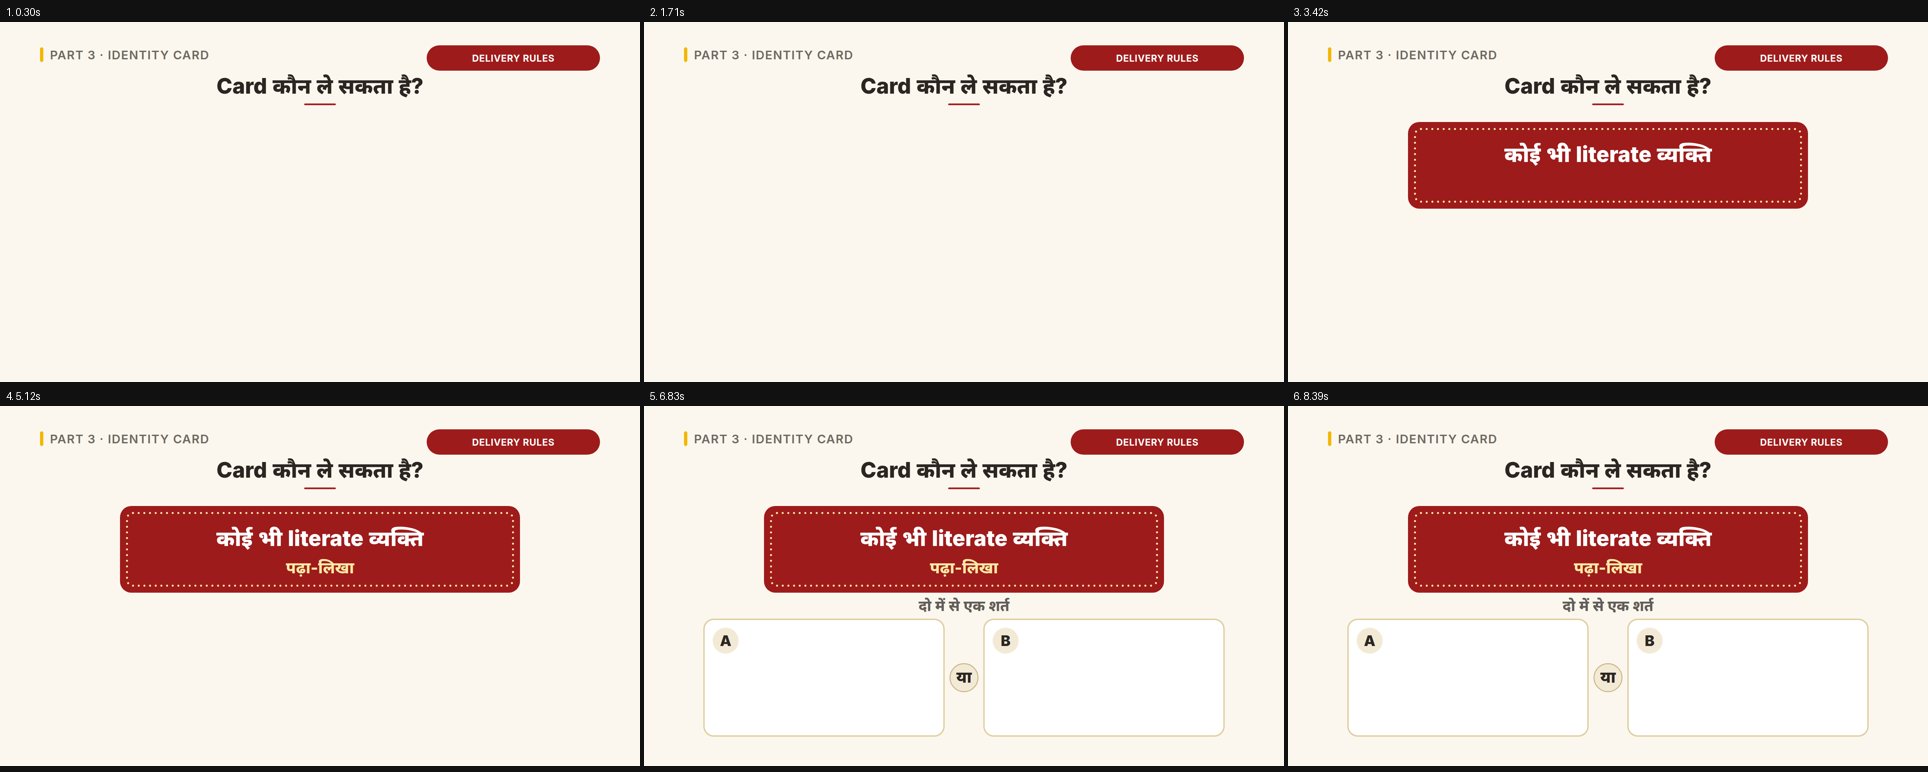 1. 0.30s
PART 3 · IDENTITY CARD
DELIVERY RULES
Card कौन ले सकता है?
2. 1.71s
PART 3 · IDENTITY CARD
DELIVERY RULES
Card कौन ले सकता है?
3. 3.42s
PART 3 · IDENTITY CARD
DELIVERY RULES
Card कौन ले सकता है?
कोई भी literate व्यक्ति
4. 5.12s
PART 3 · IDENTITY CARD
DELIVERY RULES
Card कौन ले सकता है?
कोई भी literate व्यक्ति
पढ़ा-लिखा
5. 6.83s
PART 3 · IDENTITY CARD
DELIVERY RULES
Card कौन ले सकता है?
कोई भी literate व्यक्ति
पढ़ा-लिखा
दो में से एक शर्त
A
या
B
6. 8.39s
PART 3 · IDENTITY CARD
DELIVERY RULES
Card कौन ले सकता है?
कोई भी literate व्यक्ति
पढ़ा-लिखा
दो में से एक शर्त
A
या
B